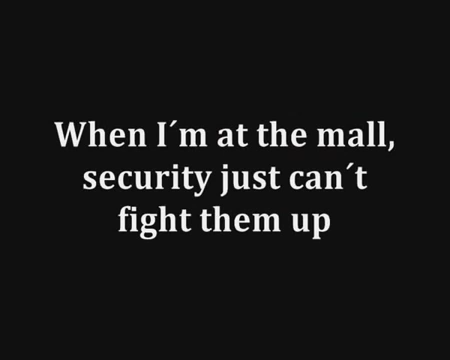 When I´m at the mall,
security just can´t
fight them up